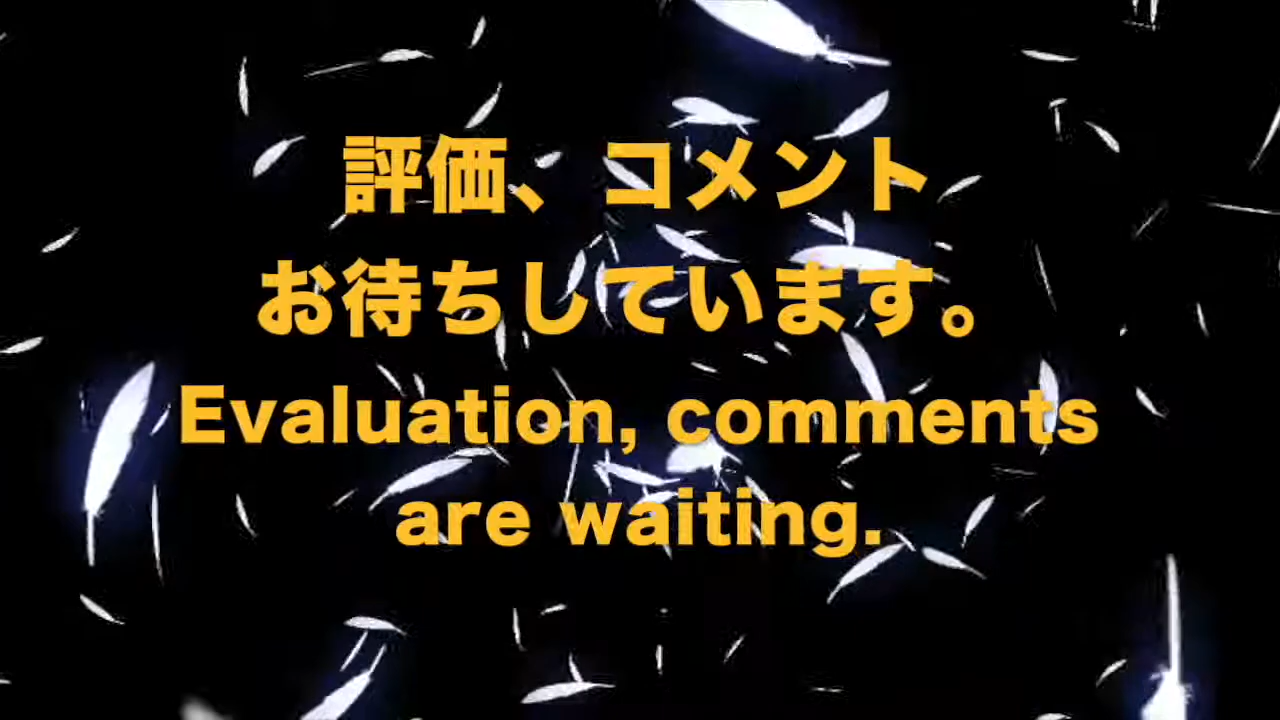 評価、コメント
お待ちしています。
Evaluation, comments
are waiting.